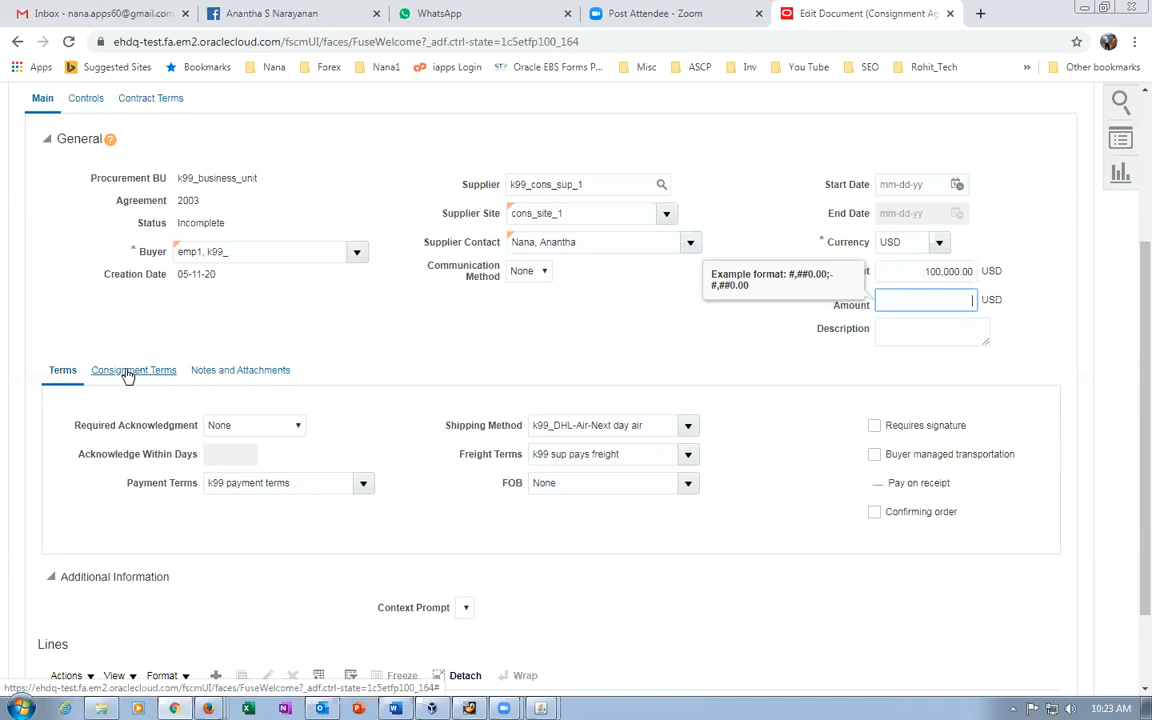 Inbox - nana.apps60@gmail.com
Anantha S Narayanan
WhatsApp
Post Attendee - Zoom
Edit Document (Consignment Ag
ehdq-test.fa.em2.oraclecloud.com/fscmUI/faces/FuseWelcome?_adf.ctrl-state=1c5etfp100_164
Apps
Suggested Sites
Bookmarks
Nana
Forex
Nana1
iapps Login
Oracle EBS Forms P...
Misc
ASCP
Inv
You Tube
SEO
Rohit_Tech
»
Other bookmarks
Main
Controls
Contract Terms
General
Procurement BU k99_business_unit
Agreement 2003
Status Incomplete
* Buyer emp1, k99_
Creation Date 05-11-20
Supplier k99_cons_sup_1
Supplier Site cons_site_1
Supplier Contact Nana, Anantha
Communication
Method
None
Start Date mm-dd-yy
End Date mm-dd-yy
* Currency USD
100,000.00 USD
Example format: #,##0.00;-
#,##0.00
Amount
USD
Description
Terms
Consignment Terms
Notes and Attachments
Required Acknowledgment None
Acknowledge Within Days
Payment Terms k99 payment terms
Shipping Method k99_DHL-Air-Next day air
Freight Terms k99 sup pays freight
FOB None
Requires signature
Buyer managed transportation
Pay on receipt
Confirming order
Additional Information
Context Prompt
Lines
Actions
View
Format
Freeze
Detach
Wrap
https://ehdq-test.fa.em2.oraclecloud.com/fscmUI/faces/FuseWelcome?_adf.ctrl-state=1c5etfp100_164#
10:23 AM